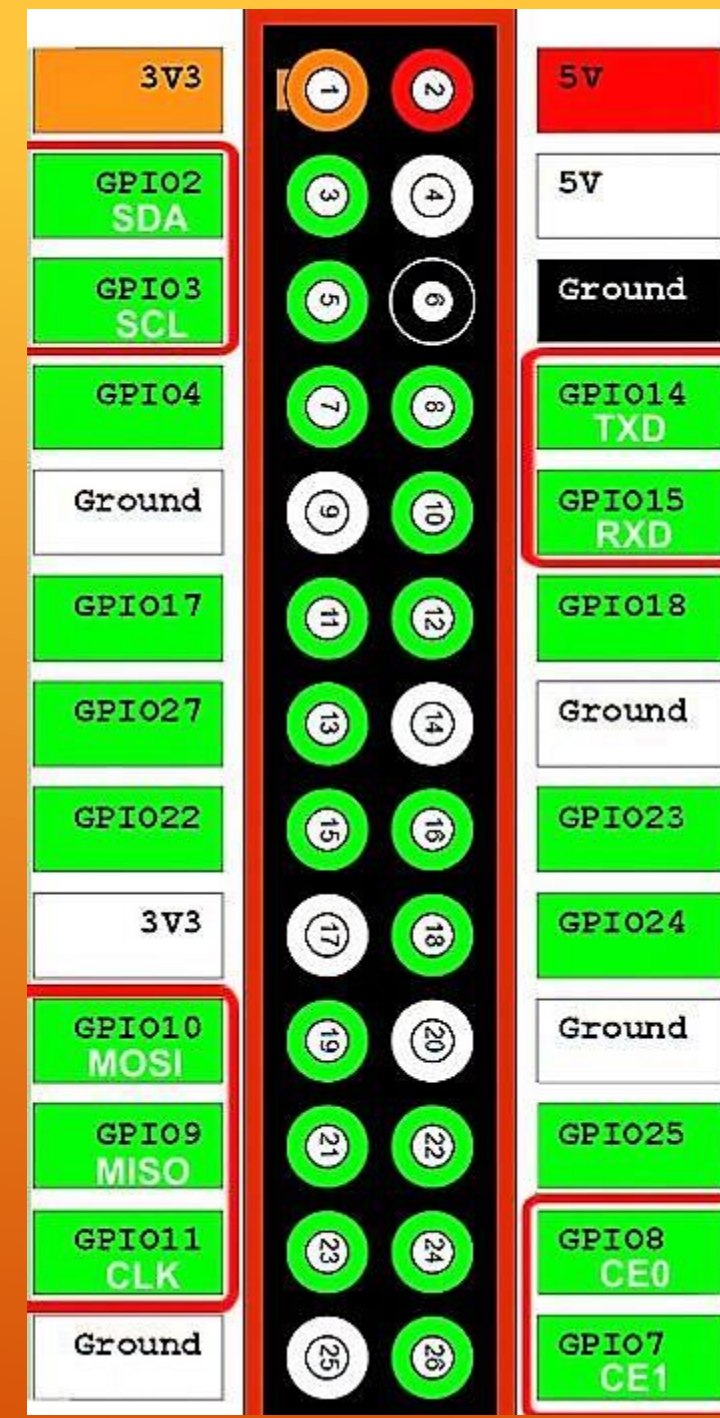 3V3 1 2 5V
GPIO2 3 4 5V
SDA
GPIO3 5 6 Ground
SCL
GPIO4 7 8 GPIO14
TXD
Ground 9 10 GPIO15
RXD
GPIO17 11 12 GPIO18
GPIO27 13 14 Ground
GPIO22 15 16 GPIO23
3V3 17 18 GPIO24
GPIO10 19 20 Ground
MOSI
GPIO9 21 22 GPIO25
MISO
GPIO11 23 24 GPIO8
CLK CE0
Ground 25 26 GPIO7
CE1